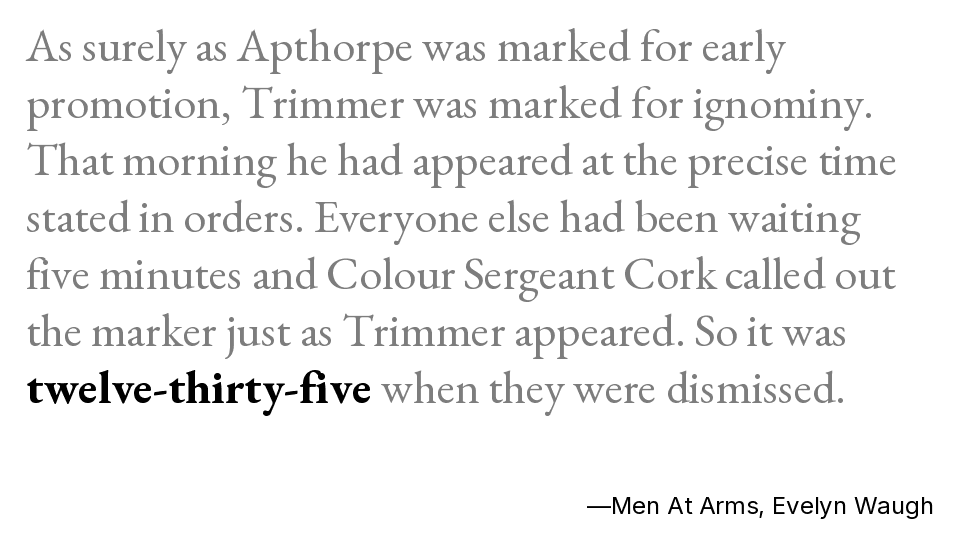 As surely as Apthorpe was marked for early
promotion, Trimmer was marked for ignominy.
That morning he had appeared at the precise time
stated in orders. Everyone else had been waiting
five minutes and Colour Sergeant Cork called out
the marker just as Trimmer appeared. So it was
twelve-thirty-five when they were dismissed.
—Men At Arms, Evelyn Waugh